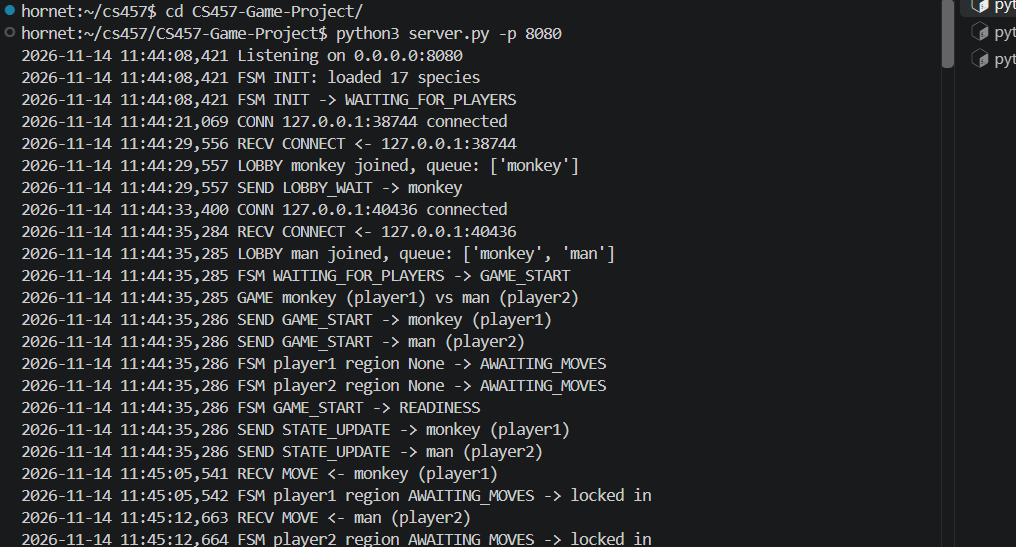 hornet:~/cs457$ cd CS457-Game-Project/
hornet:~/cs457/CS457-Game-Project$ python3 server.py -p 8080
2026-11-14 11:44:08,421 Listening on 0.0.0.0:8080
2026-11-14 11:44:08,421 FSM INIT: loaded 17 species
2026-11-14 11:44:08,421 FSM INIT -> WAITING_FOR_PLAYERS
2026-11-14 11:44:21,069 CONN 127.0.0.1:38744 connected
2026-11-14 11:44:29,556 RECV CONNECT <- 127.0.0.1:38744
2026-11-14 11:44:29,557 LOBBY monkey joined, queue: ['monkey']
2026-11-14 11:44:29,557 SEND LOBBY_WAIT -> monkey
2026-11-14 11:44:33,400 CONN 127.0.0.1:40436 connected
2026-11-14 11:44:35,284 RECV CONNECT <- 127.0.0.1:40436
2026-11-14 11:44:35,285 LOBBY man joined, queue: ['monkey', 'man']
2026-11-14 11:44:35,285 FSM WAITING_FOR_PLAYERS -> GAME_START
2026-11-14 11:44:35,285 GAME monkey (player1) vs man (player2)
2026-11-14 11:44:35,286 SEND GAME_START -> monkey (player1)
2026-11-14 11:44:35,286 SEND GAME_START -> man (player2)
2026-11-14 11:44:35,286 FSM player1 region None -> AWAITING_MOVES
2026-11-14 11:44:35,286 FSM player2 region None -> AWAITING_MOVES
2026-11-14 11:44:35,286 FSM GAME_START -> READINESS
2026-11-14 11:44:35,286 SEND STATE_UPDATE -> monkey (player1)
2026-11-14 11:44:35,286 SEND STATE_UPDATE -> man (player2)
2026-11-14 11:45:05,541 RECV MOVE <- monkey (player1)
2026-11-14 11:45:05,542 FSM player1 region AWAITING_MOVES -> locked in
2026-11-14 11:45:12,663 RECV MOVE <- man (player2)
2026-11-14 11:45:12,664 FSM player2 region AWAITING_MOVES -> locked in
pyt
pyt
pyt